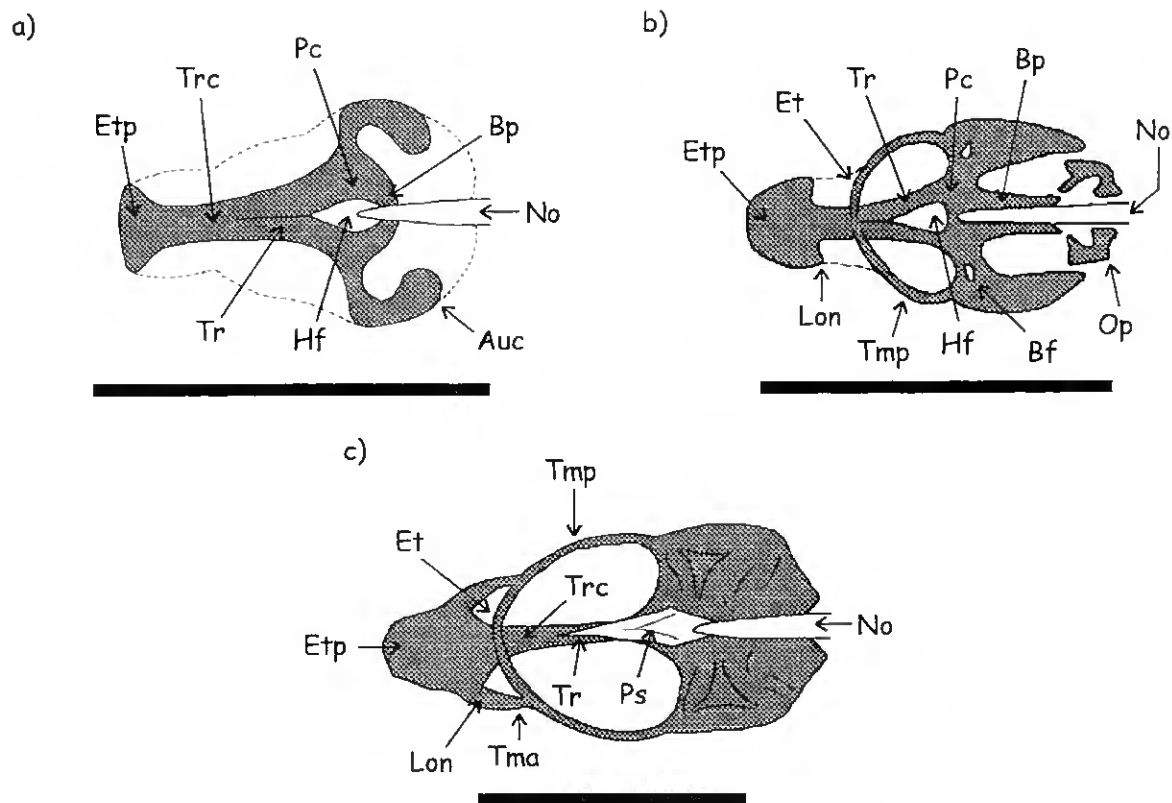 a)
Pc
Trc
Etp
Bp
No
Tr
Hf
Auc
b)
Tr
Pc
Bp
Et
No
Etp
Lon
Tmp
Hf
Bf
Op
c)
Tmp
Et
Trc
No
Etp
Tr
Ps
Lon
Tma